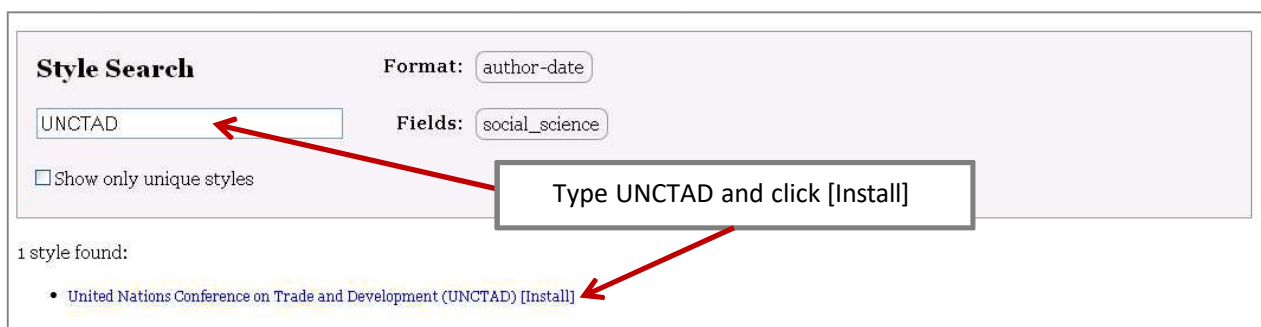 Style Search
Format: author-date
UNCTAD
Fields: social_science
Show only unique styles
Type UNCTAD and click [Install]
1 style found:
• United Nations Conference on Trade and Development (UNCTAD) [Install]